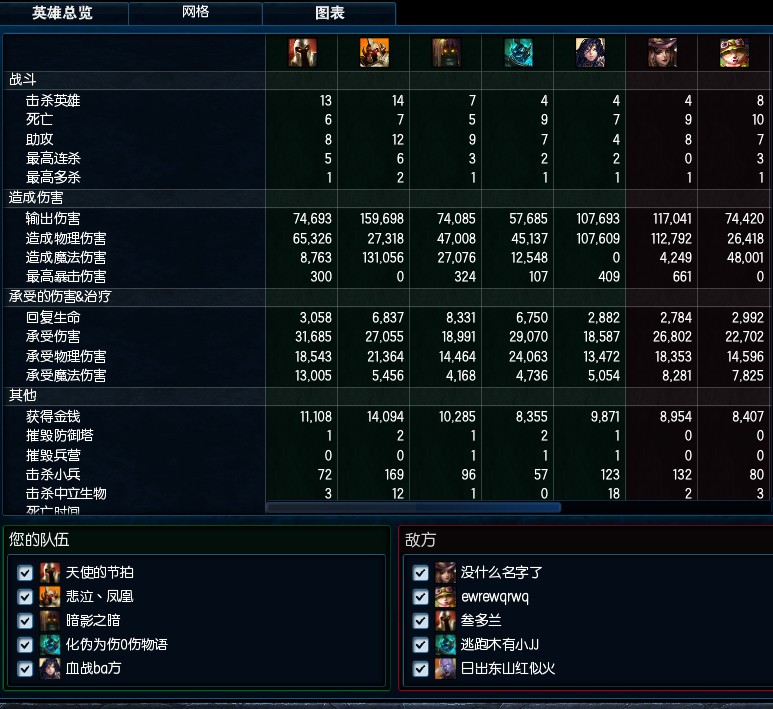 英雄总览 网格 图表
战斗
击杀英雄 13 14 7 4 4 4 8
死亡 6 7 5 9 7 9 10
助攻 8 12 9 7 4 8 7
最高连杀 5 6 3 2 2 0 3
最高多杀 1 2 1 1 1 1 1
造成伤害
输出伤害 74,693 159,698 74,085 57,685 107,693 117,041 74,420
造成物理伤害 65,326 27,318 47,008 45,137 107,609 112,792 26,418
造成魔法伤害 8,763 131,056 27,076 12,548 0 4,249 48,001
最高暴击伤害 300 0 324 107 409 661 0
承受的伤害&治疗
回复生命 3,058 6,837 8,331 6,750 2,882 2,784 2,992
承受伤害 31,685 27,055 18,991 29,070 18,587 26,802 22,702
承受物理伤害 18,543 21,364 14,464 24,063 13,472 18,353 14,596
承受魔法伤害 13,005 5,456 4,168 4,736 5,054 8,281 7,825
其他
获得金钱 11,108 14,094 10,285 8,355 9,871 8,954 8,407
摧毁防御塔 1 2 1 2 1 0 0
摧毁兵营 0 0 1 1 1 0 0
击杀小兵 72 169 96 57 123 132 80
击杀中立生物 3 12 1 0 18 2 3
死亡时间
您的队伍
天使的节拍
悲泣丶凤凰
暗影之暗
化伪为伤0伤物语
血战ba方
敌方
没什么名字了
ewrewqrwq
叁多兰
逃跑木有小JJ
日出东山红似火